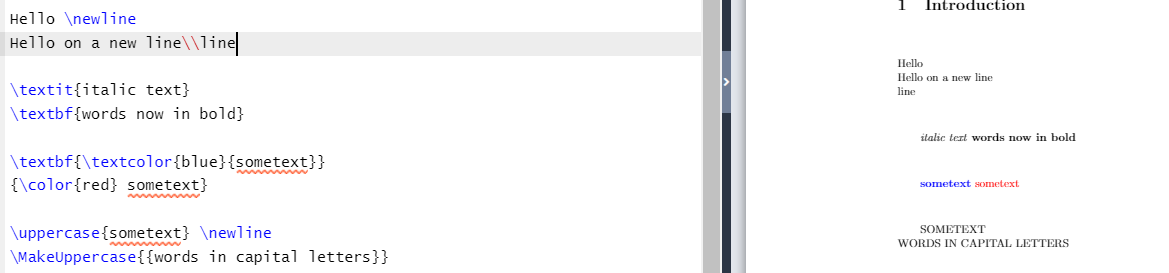 Hello \newline
Hello on a new line\\line
\textit{italic text}
\textbf{words now in bold}
\textbf{\textcolor{blue}{sometext}}
{\color{red} sometext}
\uppercase{sometext} \newline
\MakeUppercase{{words in capital letters}}
1 Introduction
Hello
Hello on a new line
line
italic text words now in bold
sometext sometext
SOMETEXT
WORDS IN CAPITAL LETTERS